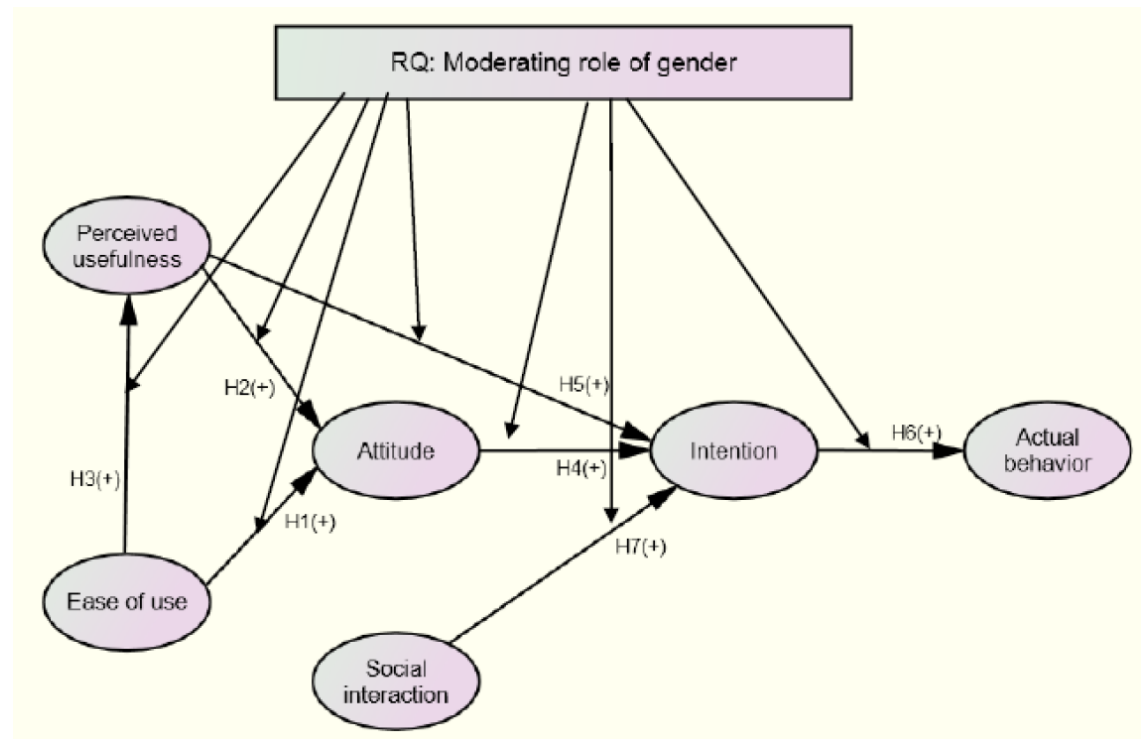 RQ: Moderating role of gender
Perceived
usefulness
H2(+)
H5(+)
Attitude
Intention
H6(+)
Actual
behavior
H4(+)
H3(+)
H1(+)
H7(+)
Ease of use
Social
interaction